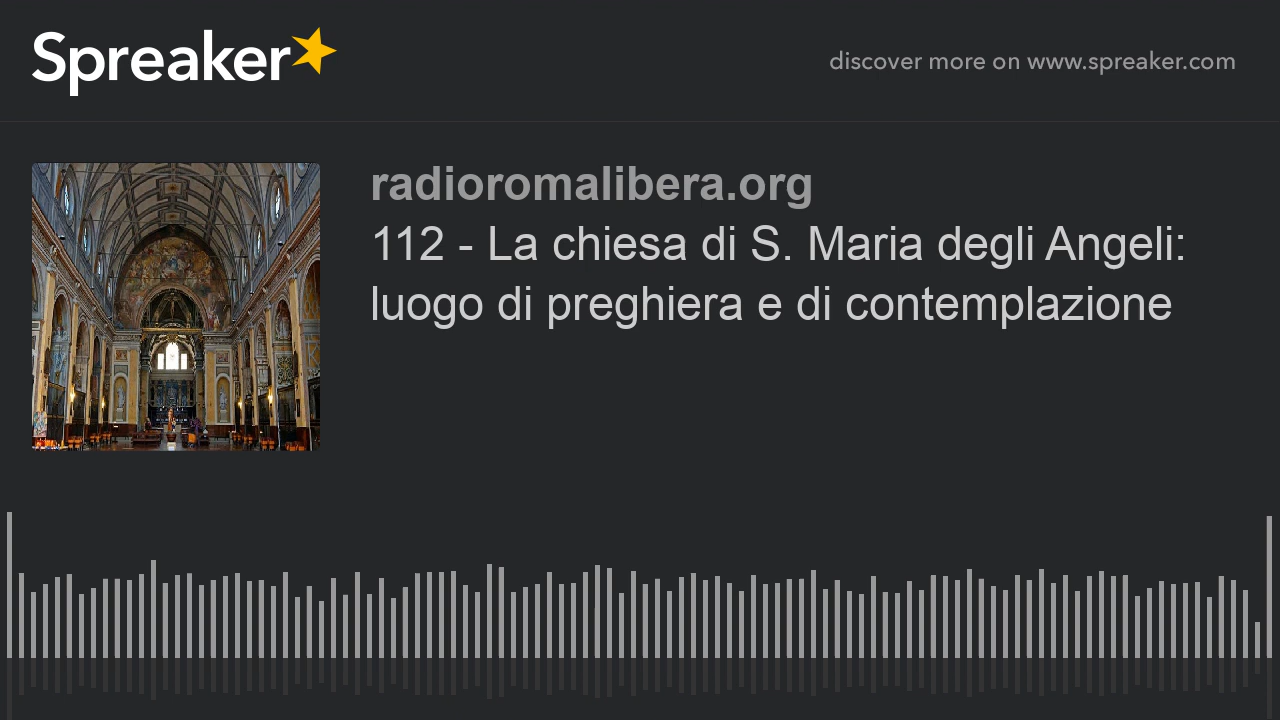 Spreaker
discover more on www.spreaker.com
radioromalibera.org
112 - La chiesa di S. Maria degli Angeli:
luogo di preghiera e di contemplazione